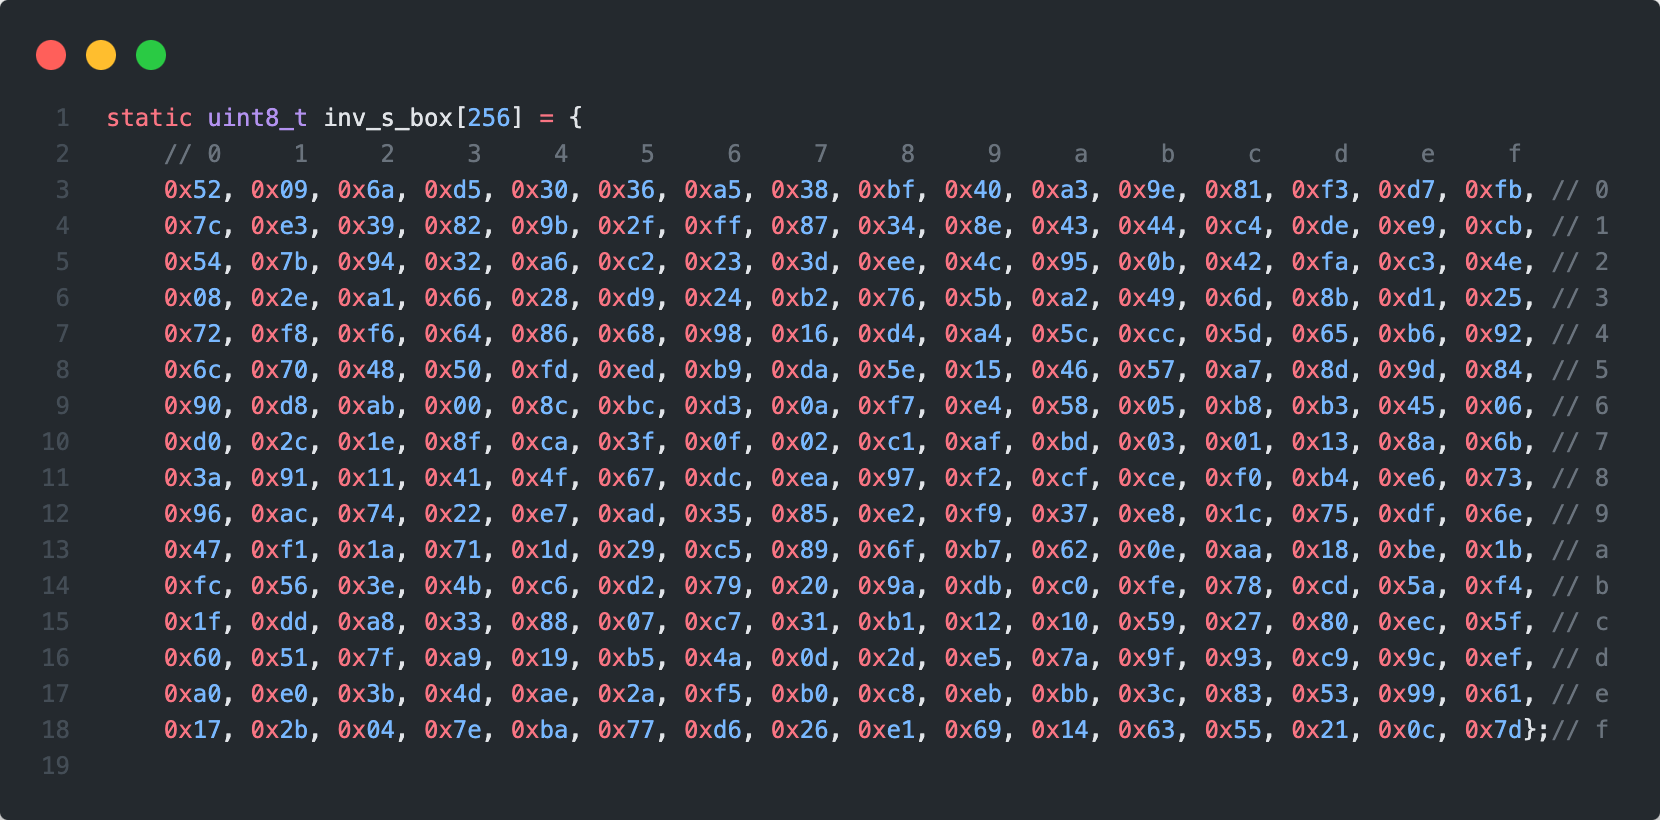 1 static uint8_t inv_s_box[256] = {
2 // 0 1 2 3 4 5 6 7 8 9 a b c d e f
3 0x52, 0x09, 0x6a, 0xd5, 0x30, 0x36, 0xa5, 0x38, 0xbf, 0x40, 0xa3, 0x9e, 0x81, 0xf3, 0xd7, 0xfb, // 0
4 0x7c, 0xe3, 0x39, 0x82, 0x9b, 0x2f, 0xff, 0x87, 0x34, 0x8e, 0x43, 0x44, 0xc4, 0xde, 0xe9, 0xcb, // 1
5 0x54, 0x7b, 0x94, 0x32, 0xa6, 0xc2, 0x23, 0x3d, 0xee, 0x4c, 0x95, 0x0b, 0x42, 0xfa, 0xc3, 0x4e, // 2
6 0x08, 0x2e, 0xa1, 0x66, 0x28, 0xd9, 0x24, 0xb2, 0x76, 0x5b, 0xa2, 0x49, 0x6d, 0x8b, 0xd1, 0x25, // 3
7 0x72, 0xf8, 0xf6, 0x64, 0x86, 0x68, 0x98, 0x16, 0xd4, 0xa4, 0x5c, 0xcc, 0x5d, 0x65, 0xb6, 0x92, // 4
8 0x6c, 0x70, 0x48, 0x50, 0xfd, 0xed, 0xb9, 0xda, 0x5e, 0x15, 0x46, 0x57, 0xa7, 0x8d, 0x9d, 0x84, // 5
9 0x90, 0xd8, 0xab, 0x00, 0x8c, 0xbc, 0xd3, 0x0a, 0xf7, 0xe4, 0x58, 0x05, 0xb8, 0xb3, 0x45, 0x06, // 6
10 0xd0, 0x2c, 0x1e, 0x8f, 0xca, 0x3f, 0x0f, 0x02, 0xc1, 0xaf, 0xbd, 0x03, 0x01, 0x13, 0x8a, 0x6b, // 7
11 0x3a, 0x91, 0x11, 0x41, 0x4f, 0x67, 0xdc, 0xea, 0x97, 0xf2, 0xcf, 0xce, 0xf0, 0xb4, 0xe6, 0x73, // 8
12 0x96, 0xac, 0x74, 0x22, 0xe7, 0xad, 0x35, 0x85, 0xe2, 0xf9, 0x37, 0xe8, 0x1c, 0x75, 0xdf, 0x6e, // 9
13 0x47, 0xf1, 0x1a, 0x71, 0x1d, 0x29, 0xc5, 0x89, 0x6f, 0xb7, 0x62, 0x0e, 0xaa, 0x18, 0xbe, 0x1b, // a
14 0xfc, 0x56, 0x3e, 0x4b, 0xc6, 0xd2, 0x79, 0x20, 0x9a, 0xdb, 0xc0, 0xfe, 0x78, 0xcd, 0x5a, 0xf4, // b
15 0x1f, 0xdd, 0xa8, 0x33, 0x88, 0x07, 0xc7, 0x31, 0xb1, 0x12, 0x10, 0x59, 0x27, 0x80, 0xec, 0x5f, // c
16 0x60, 0x51, 0x7f, 0xa9, 0x19, 0xb5, 0x4a, 0x0d, 0x2d, 0xe5, 0x7a, 0x9f, 0x93, 0xc9, 0x9c, 0xef, // d
17 0xa0, 0xe0, 0x3b, 0x4d, 0xae, 0x2a, 0xf5, 0xb0, 0xc8, 0xeb, 0xbb, 0x3c, 0x83, 0x53, 0x99, 0x61, // e
18 0x17, 0x2b, 0x04, 0x7e, 0xba, 0x77, 0xd6, 0x26, 0xe1, 0x69, 0x14, 0x63, 0x55, 0x21, 0x0c, 0x7d};// f
19